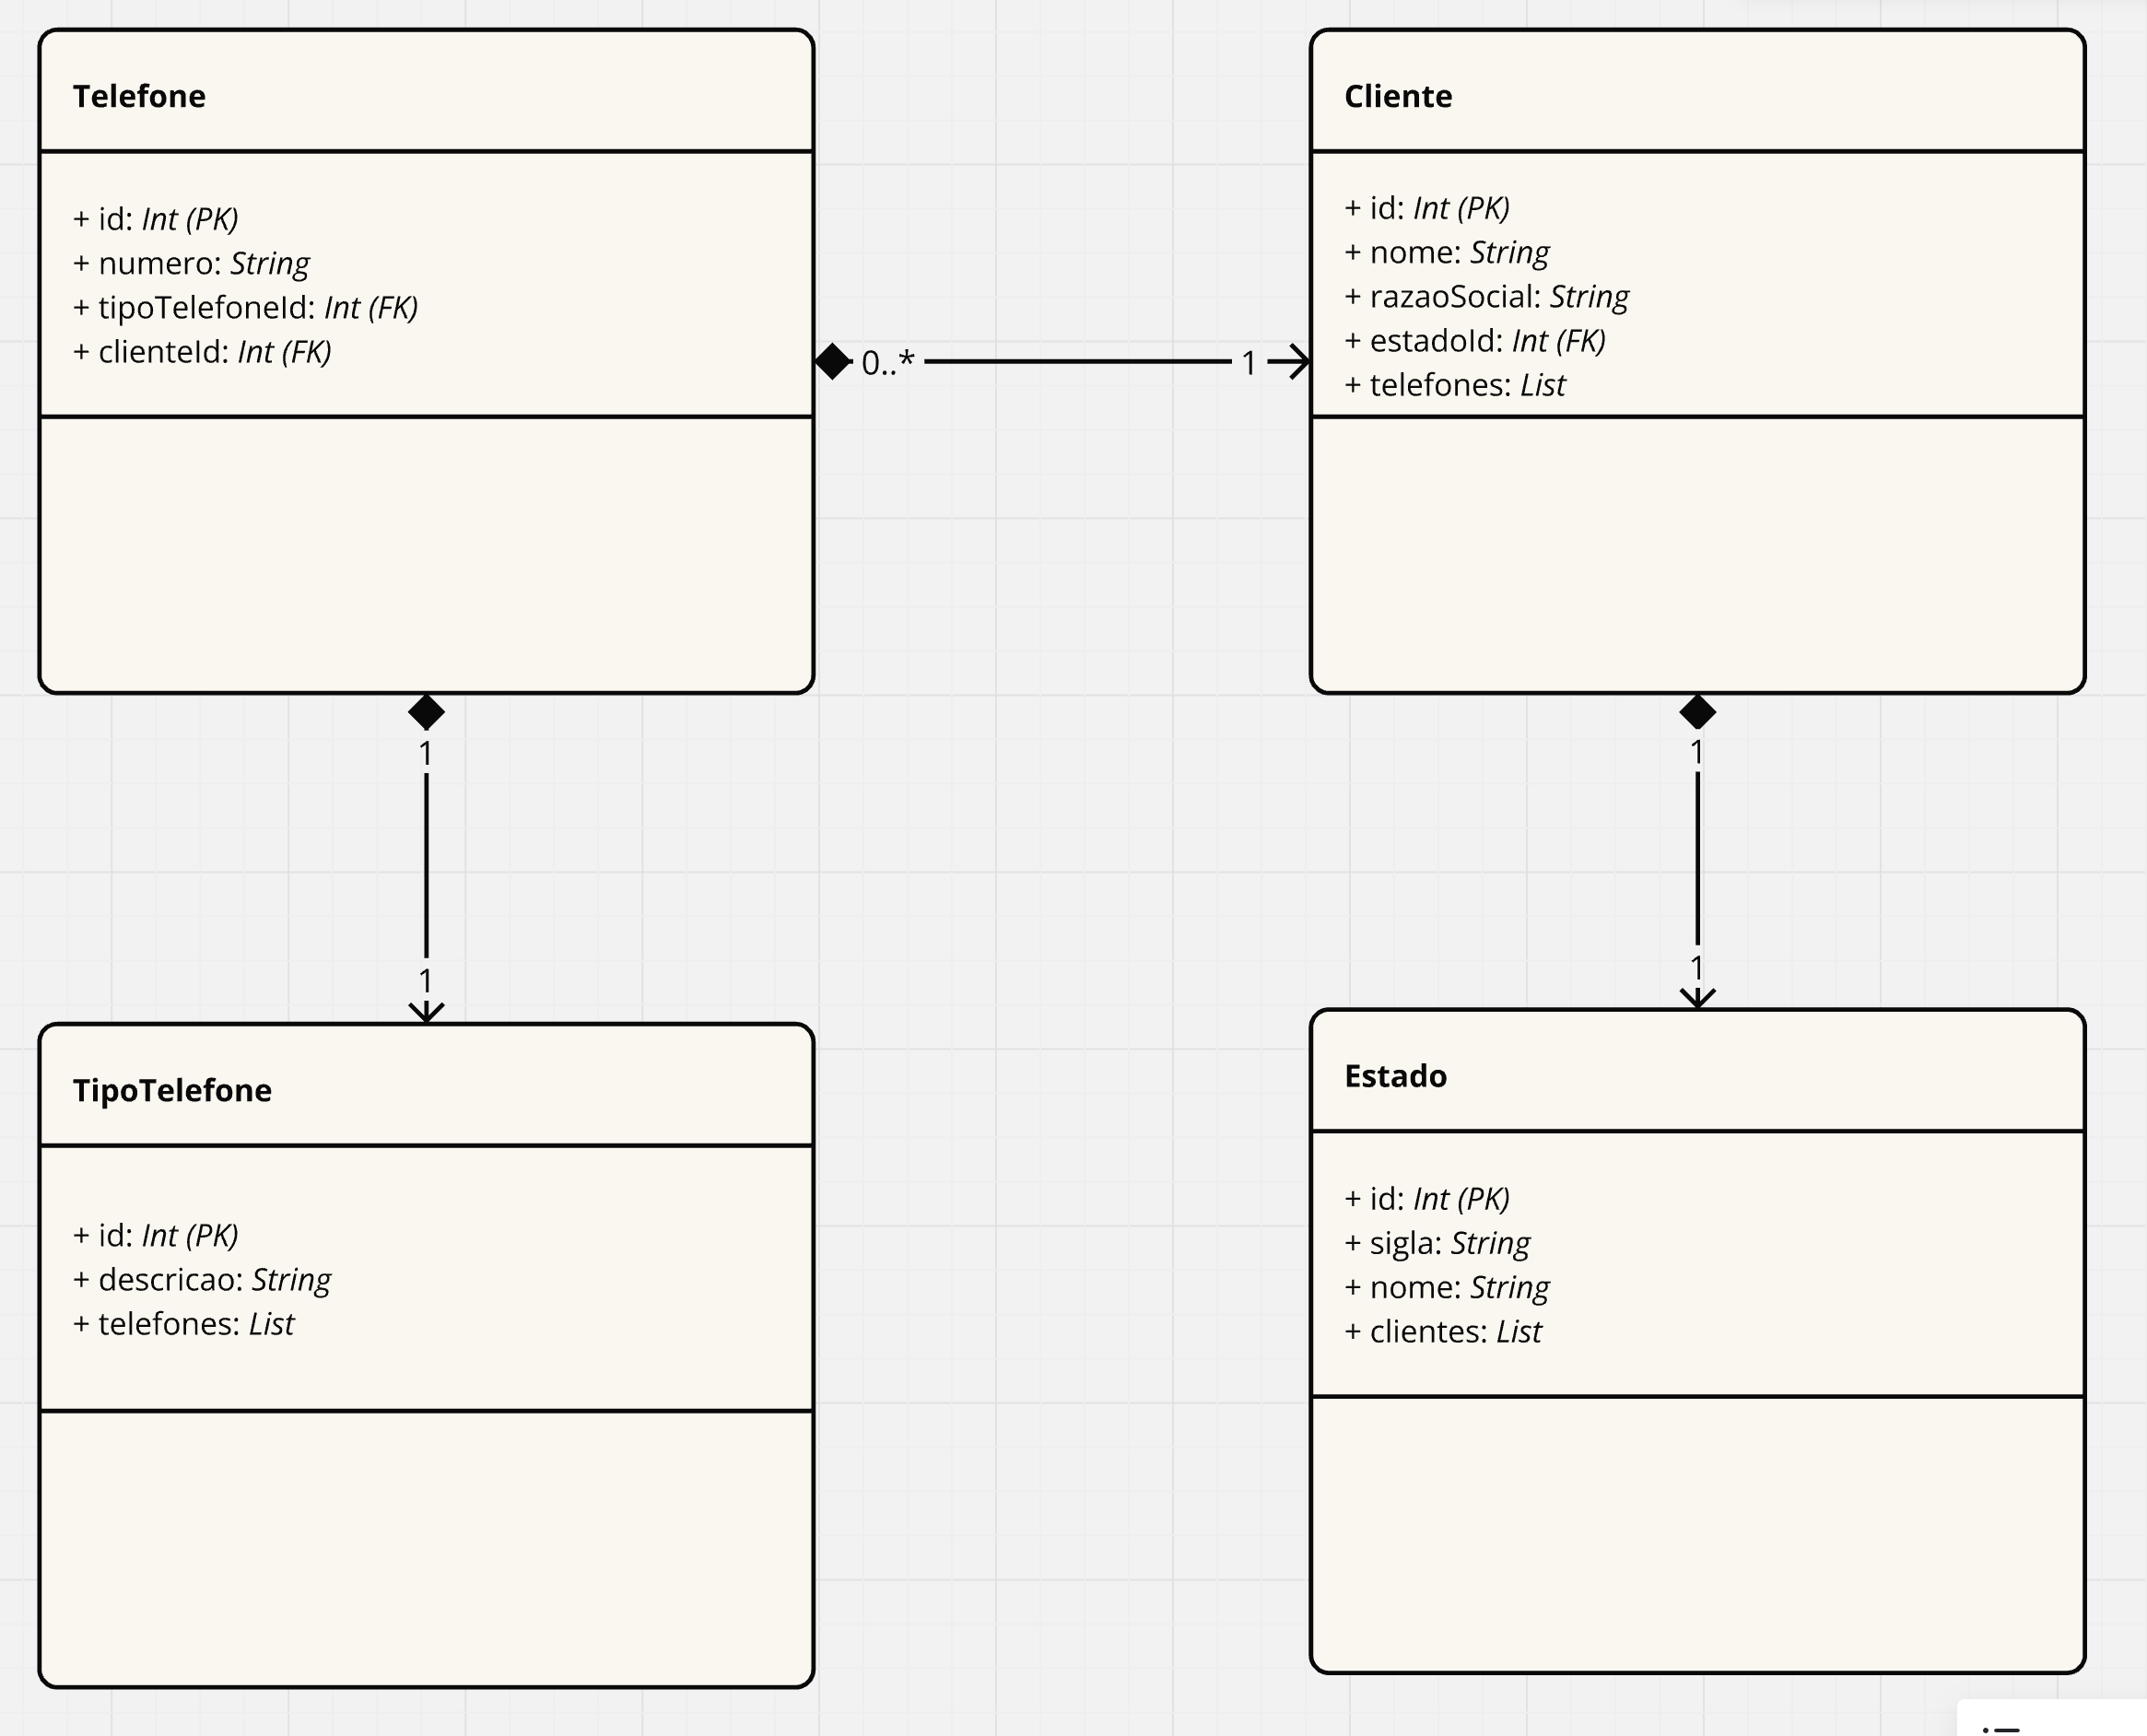 Telefone
+ id: Int (PK)
+ numero: String
+ tipoTelefoneId: Int (FK)
+ clienteId: Int (FK)
0..*
1
Cliente
+ id: Int (PK)
+ nome: String
+ razaoSocial: String
+ estadoId: Int (FK)
+ telefones: List
1
1
1
1
TipoTelefone
+ id: Int (PK)
+ descricao: String
+ telefones: List
Estado
+ id: Int (PK)
+ sigla: String
+ nome: String
+ clientes: List